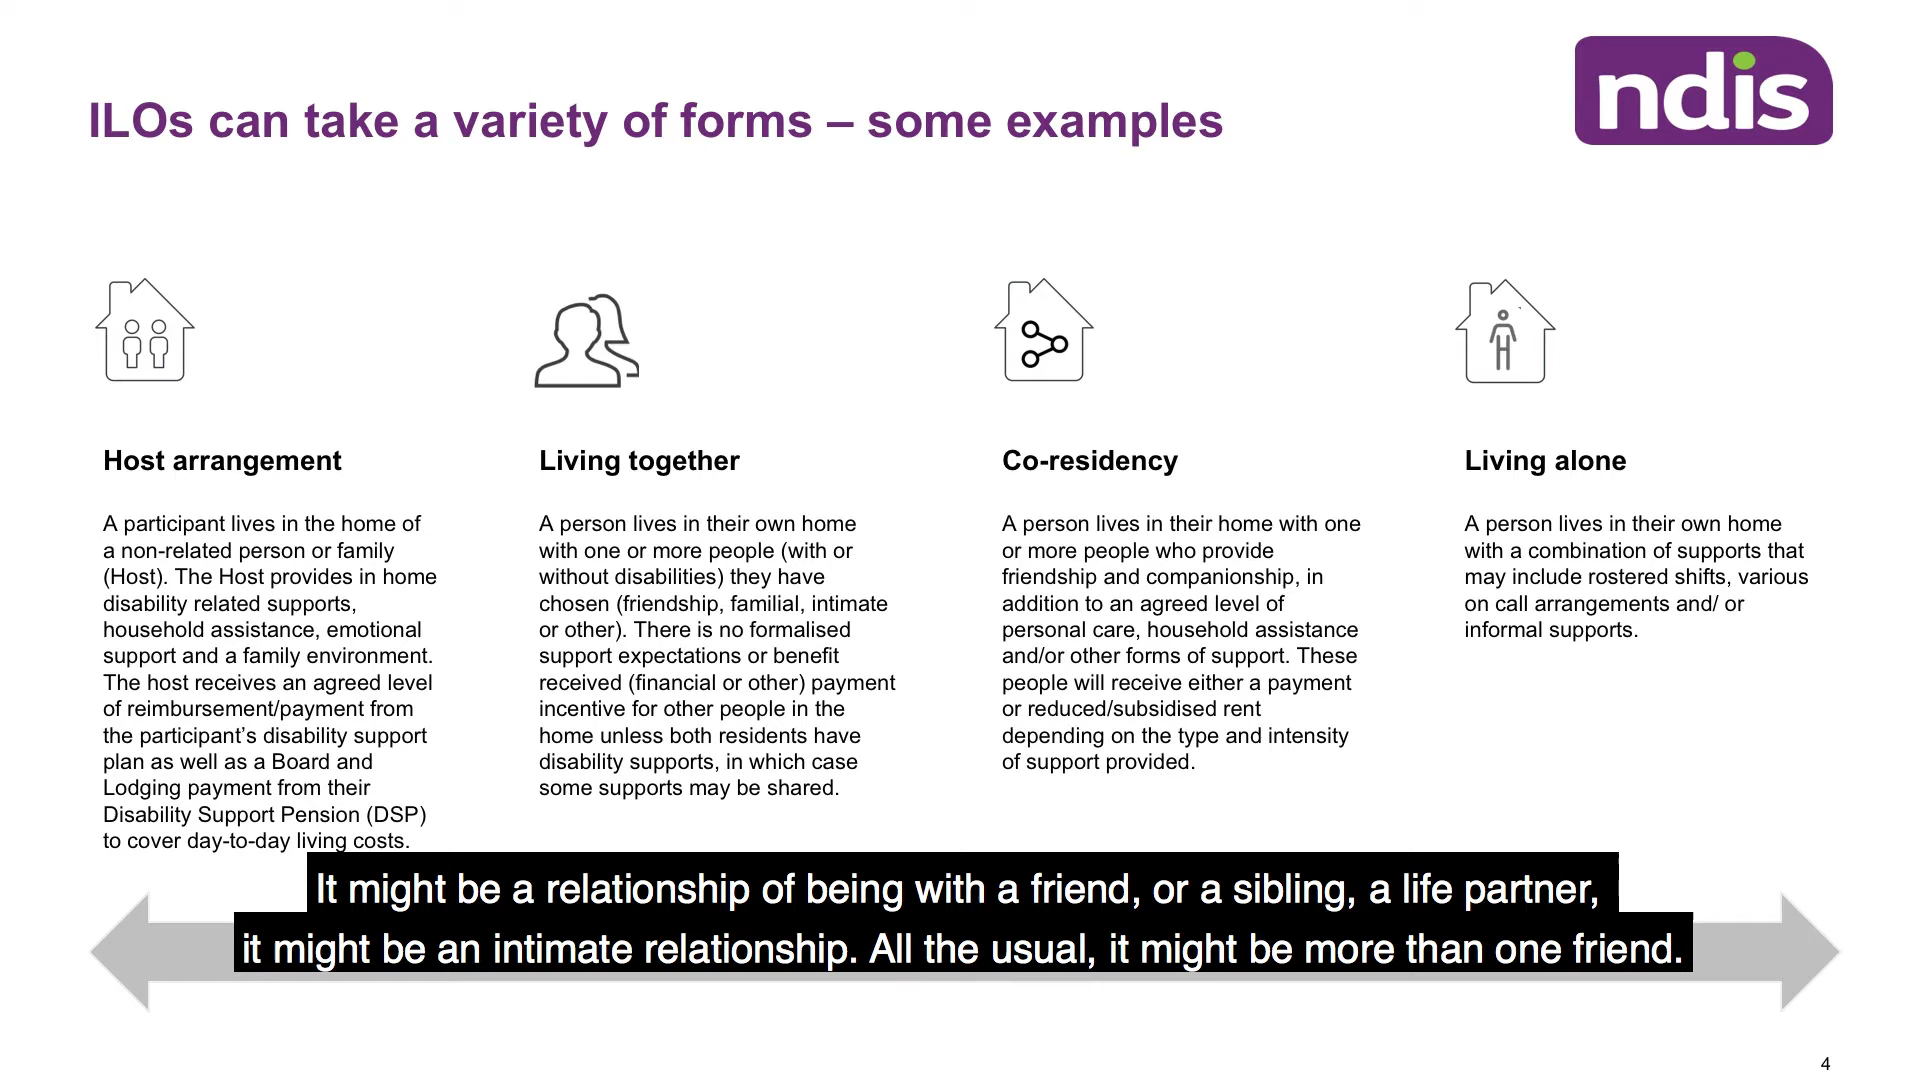 ndis
ILOs can take a variety of forms – some examples
Host arrangement
A participant lives in the home of
a non-related person or family
(Host). The Host provides in home
disability related supports,
household assistance, emotional
support and a family environment.
The host receives an agreed level
of reimbursement/payment from
the participant’s disability support
plan as well as a Board and
Lodging payment from their
Disability Support Pension (DSP)
to cover day-to-day living costs.
Living together
A person lives in their own home
with one or more people (with or
without disabilities) they have
chosen (friendship, familial, intimate
or other). There is no formalised
support expectations or benefit
received (financial or other) payment
incentive for other people in the
home unless both residents have
disability supports, in which case
some supports may be shared.
Co-residency
A person lives in their home with one
or more people who provide
friendship and companionship, in
addition to an agreed level of
personal care, household assistance
and/or other forms of support. These
people will receive either a payment
or reduced/subsidised rent
depending on the type and intensity
of support provided.
Living alone
A person lives in their own home
with a combination of supports that
may include rostered shifts, various
on call arrangements and/ or
informal supports.
It might be a relationship of being with a friend, or a sibling, a life partner,
it might be an intimate relationship. All the usual, it might be more than one friend.
4